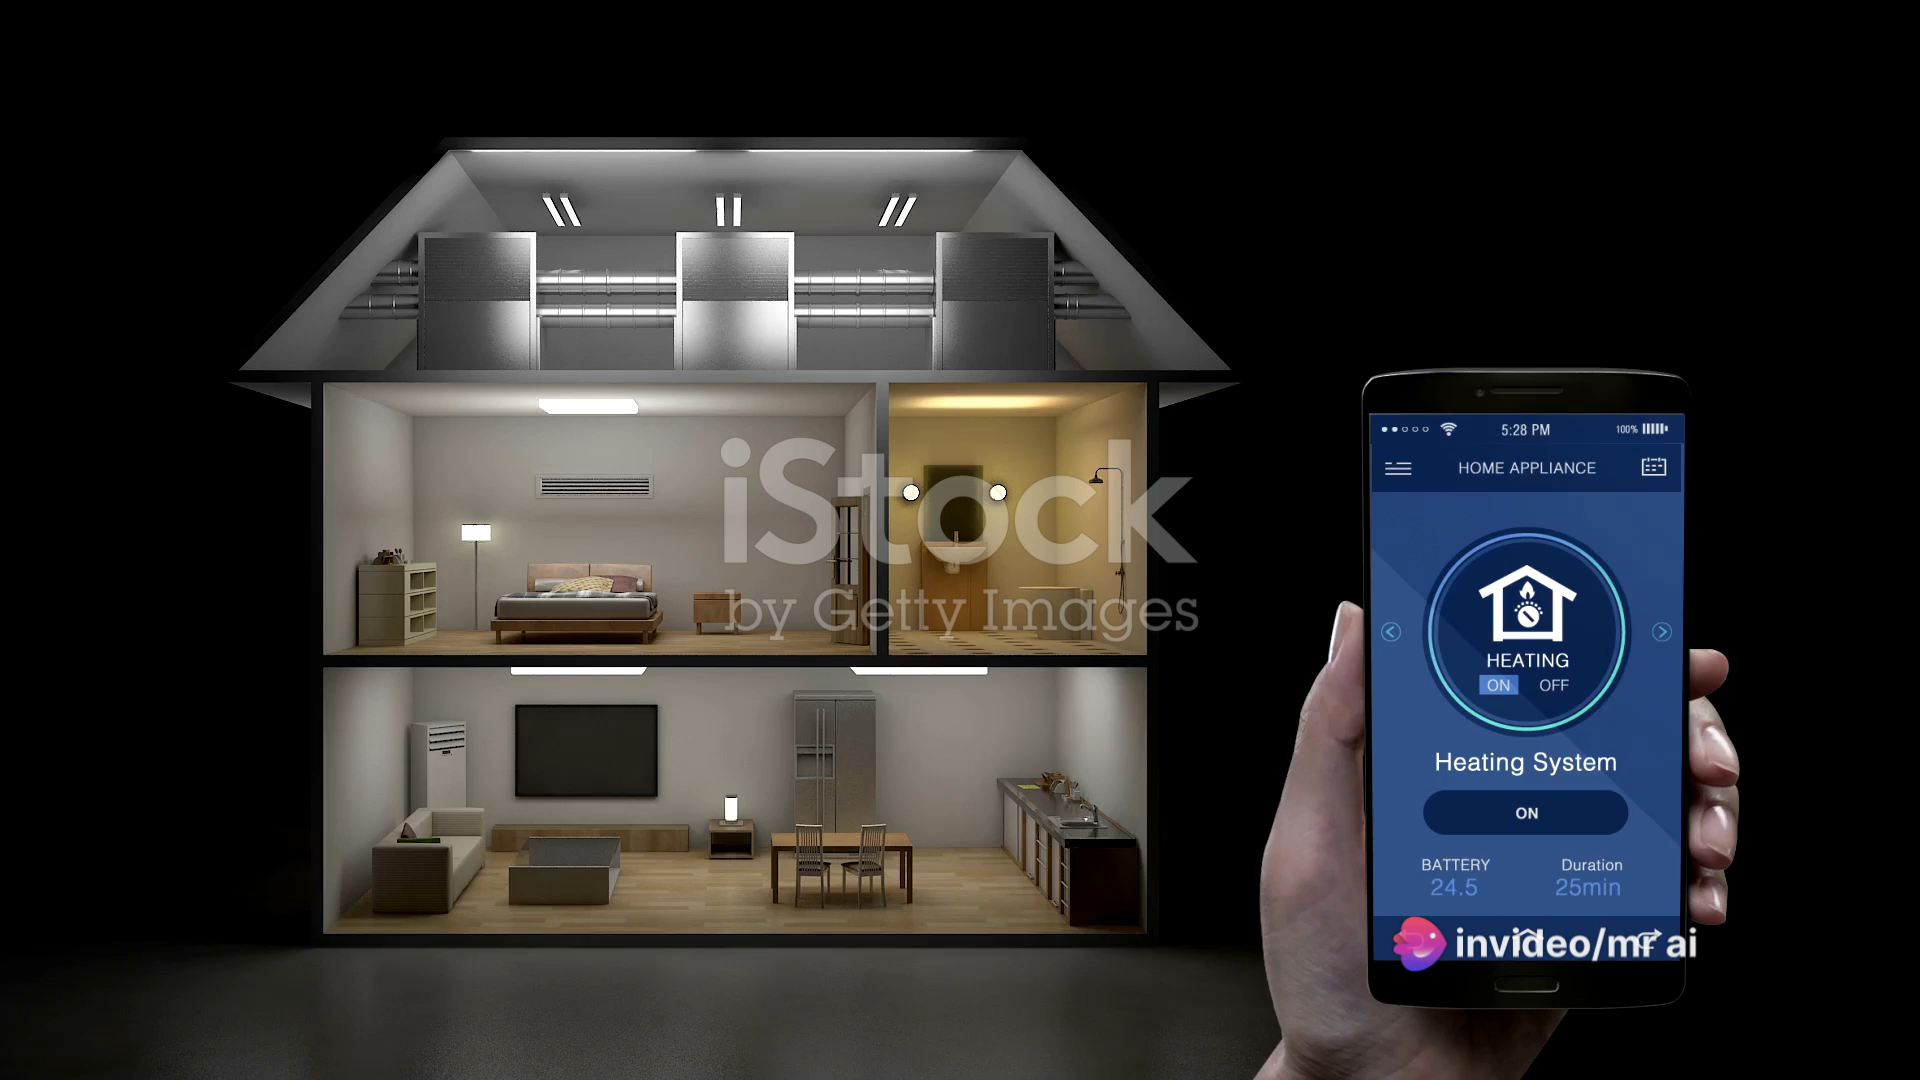 iStock
by Getty Images
5:28 PM
100%
HOME APPLIANCE
HEATING
ON OFF
Heating System
ON
BATTERY Duration
24.5 25min
invideo/mr ai